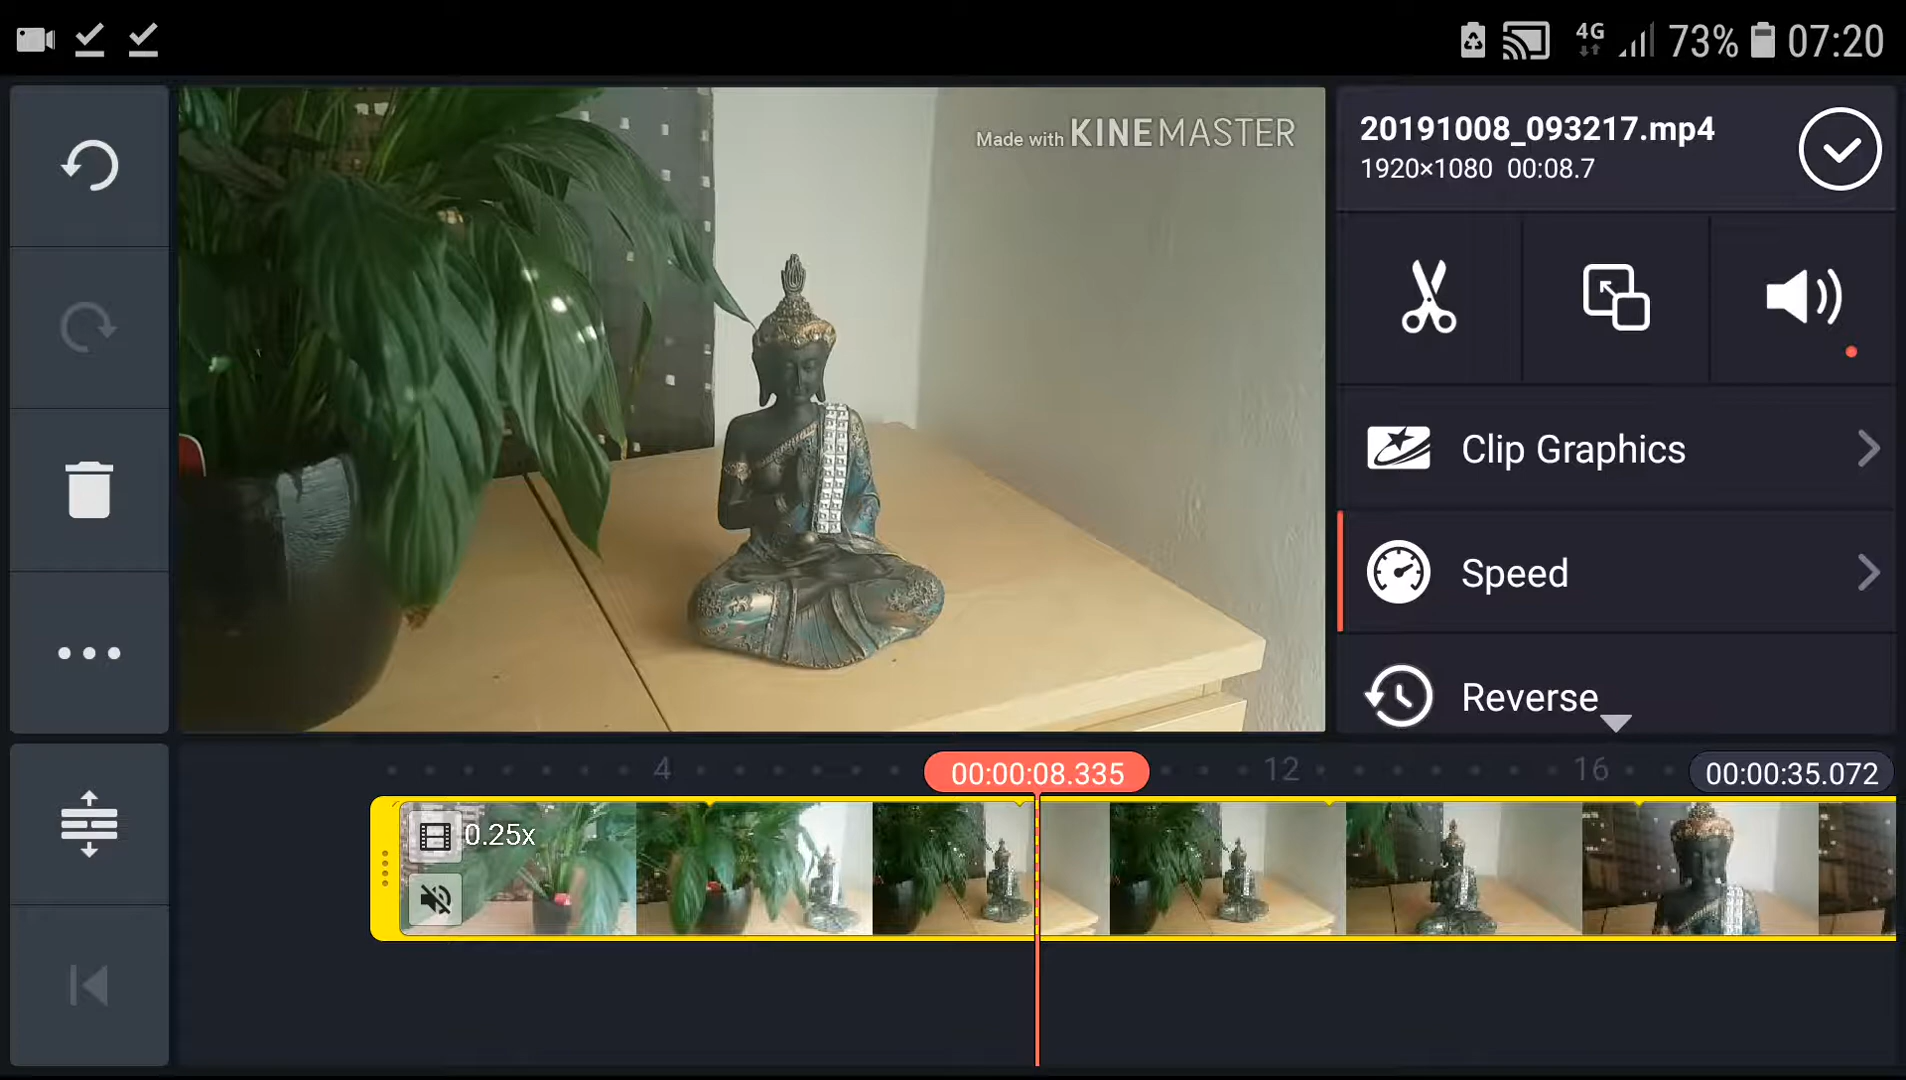 4G 73% 07:20
Made with KINEMASTER
20191008_093217.mp4
1920×1080 00:08.7
Clip Graphics
Speed
Reverse
4 00:00:08.335 12 16 00:00:35.072
0.25x